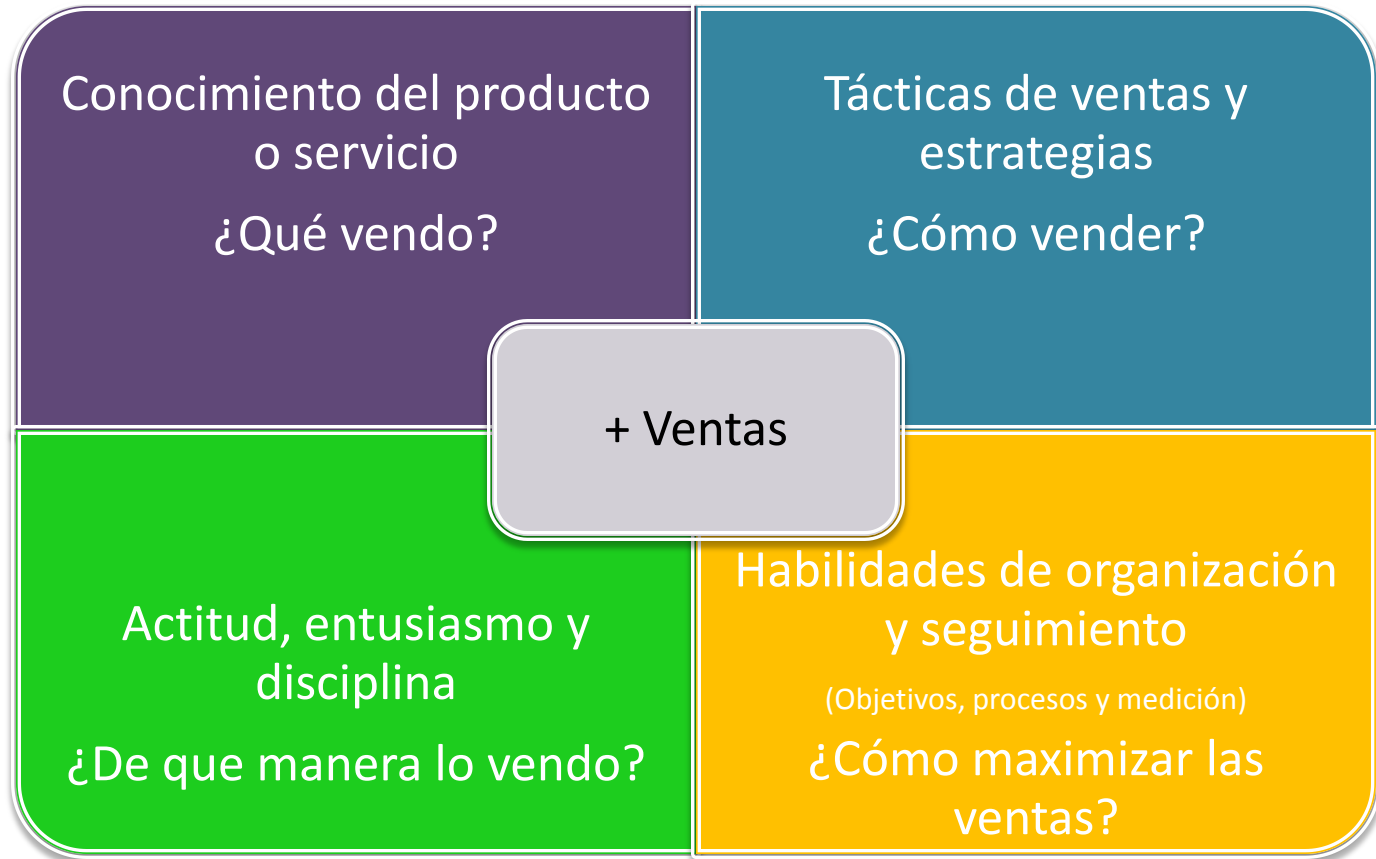 Conocimiento del producto
o servicio
¿Qué vendo?
Tácticas de ventas y
estrategias
¿Cómo vender?
+ Ventas
Actitud, entusiasmo y
disciplina
¿De que manera lo vendo?
Habilidades de organización
y seguimiento
(Objetivos, procesos y medición)
¿Cómo maximizar las
ventas?